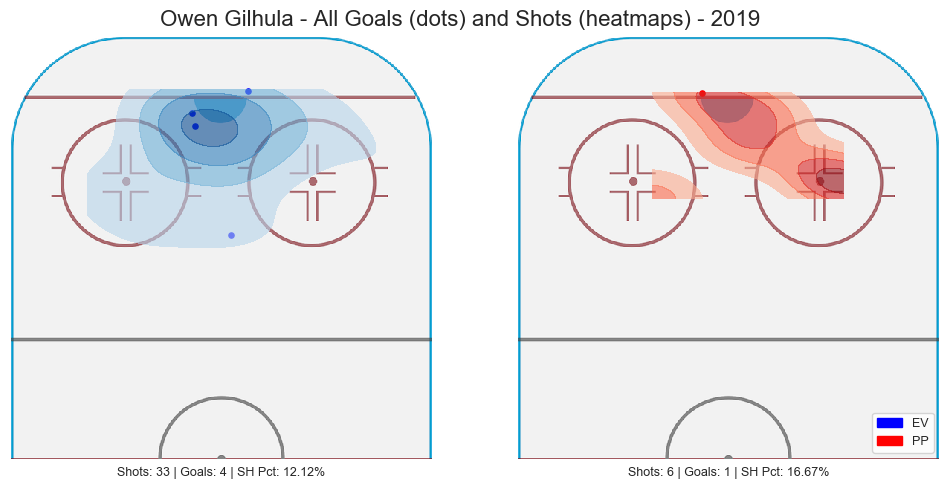 Owen Gilhula - All Goals (dots) and Shots (heatmaps) - 2019
EV
PP
Shots: 33 | Goals: 4 | SH Pct: 12.12%
Shots: 6 | Goals: 1 | SH Pct: 16.67%